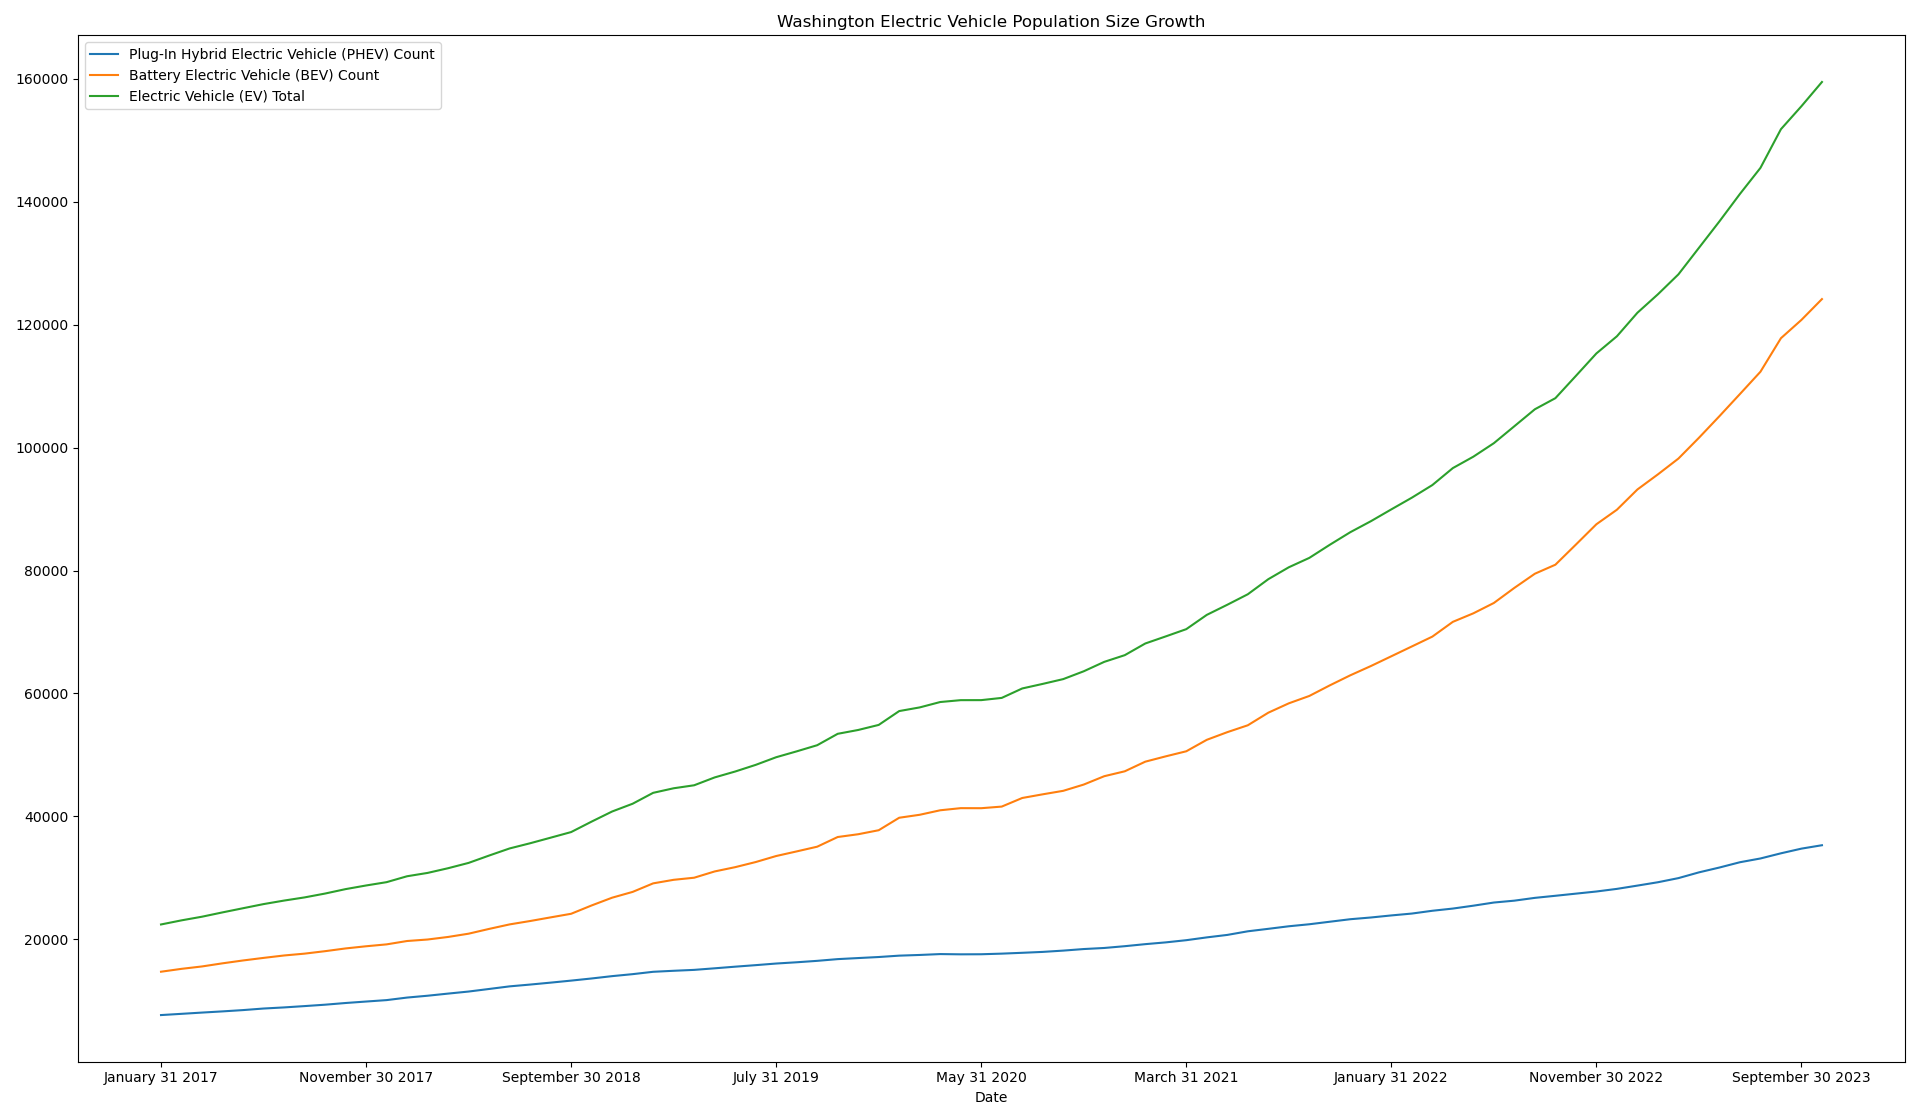 Washington Electric Vehicle Population Size Growth
Plug-In Hybrid Electric Vehicle (PHEV) Count
Battery Electric Vehicle (BEV) Count
Electric Vehicle (EV) Total
160000
140000
120000
100000
80000
60000
40000
20000
January 31 2017
November 30 2017
September 30 2018
July 31 2019
May 31 2020
March 31 2021
January 31 2022
November 30 2022
September 30 2023
Date